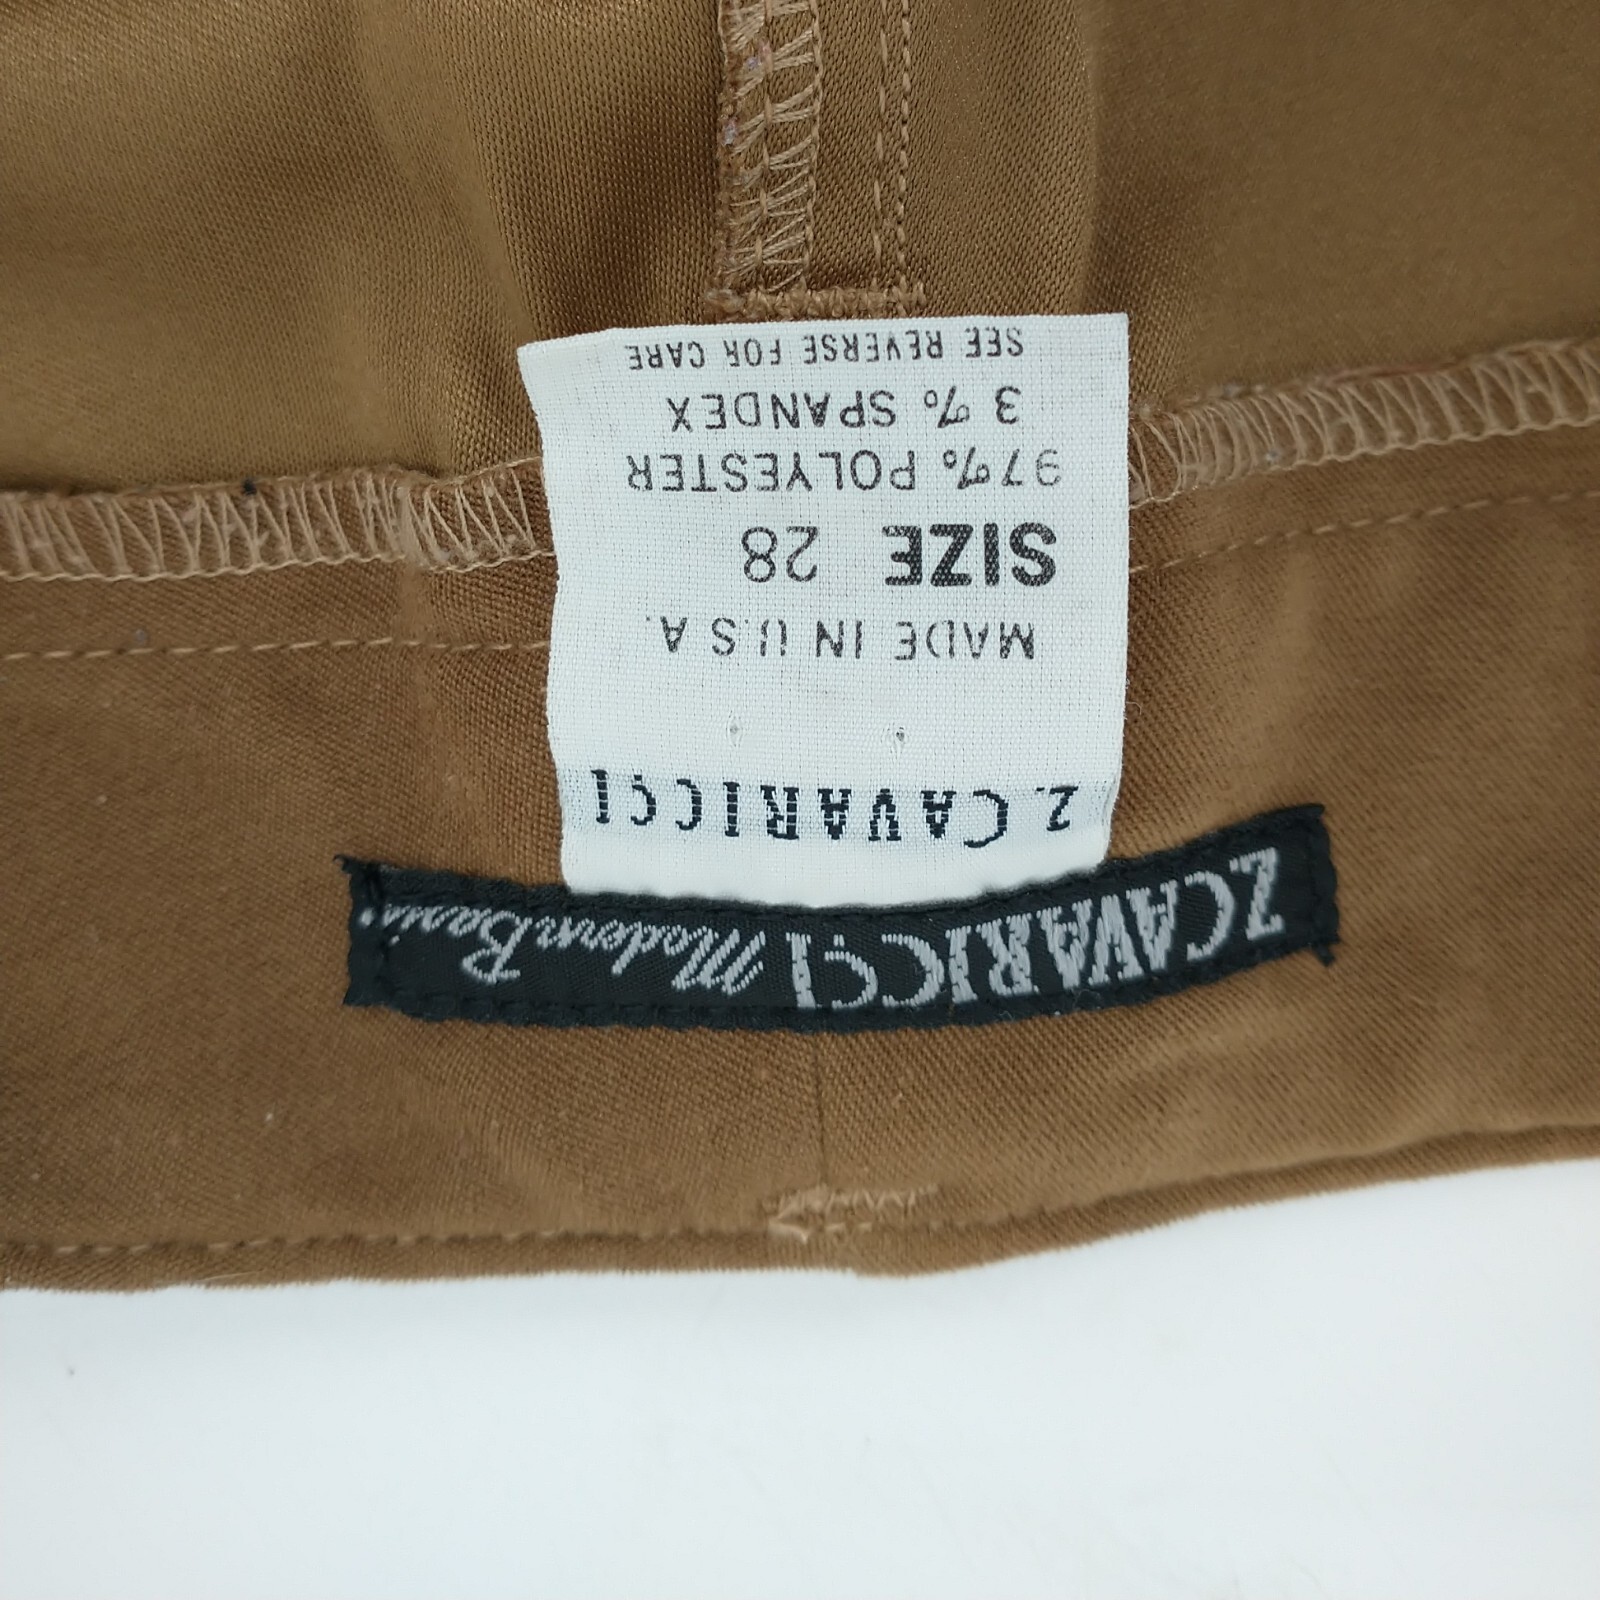 Z.CAVARICCI Modern Basic
Z.CAVARICCI
MADE IN U.S.A.
SIZE 28
97% POLYESTER
3% SPANDEX
SEE REVERSE FOR CARE